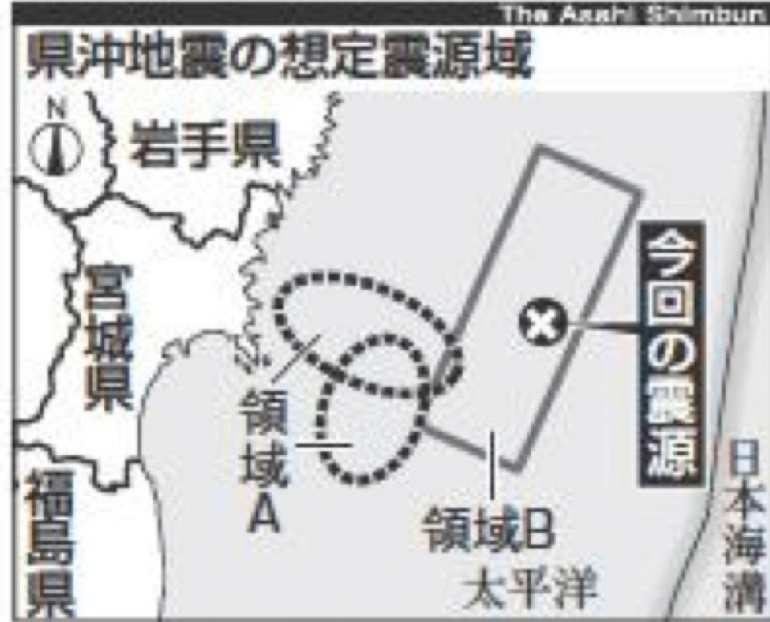 The Asahi Shimbun
県沖地震の想定震源域
N
岩手県
宮城県
福島県
領域A
領域B
今回の震源
太平洋
日本海溝